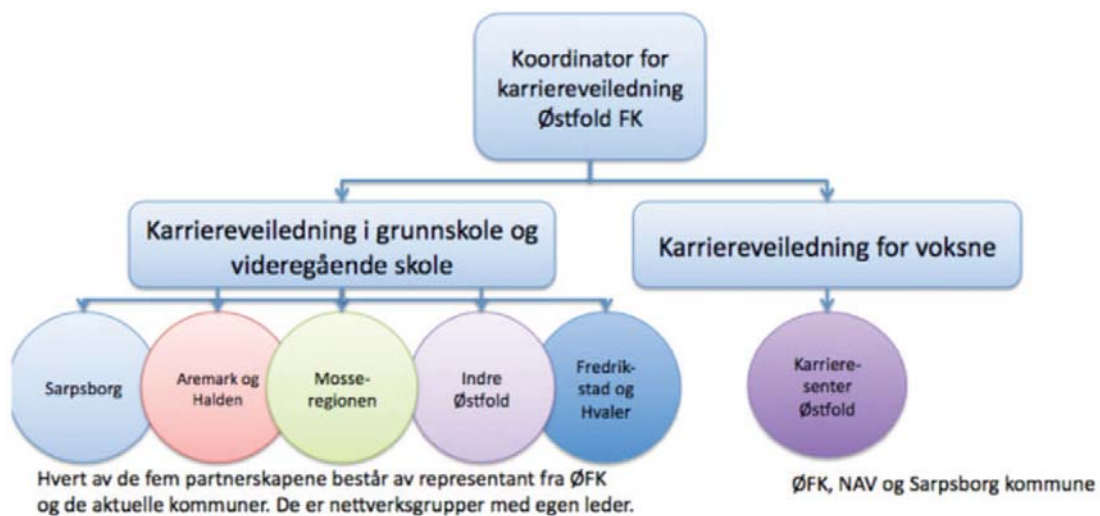 Koordinator for
karriereveiledning
Østfold FK
Karriereveiledning i grunnskole og
videregående skole
Karriereveiledning for voksne
Sarpsborg
Aremark og
Halden
Mosse-
regionen
Indre
Østfold
Fredrik-
stad og
Hvaler
Karriere-
senter
Østfold
Hvert av de fem partnerskapene består av representant fra ØFK
og de aktuelle kommuner. De er nettverksgrupper med egen leder.
ØFK, NAV og Sarpsborg kommune